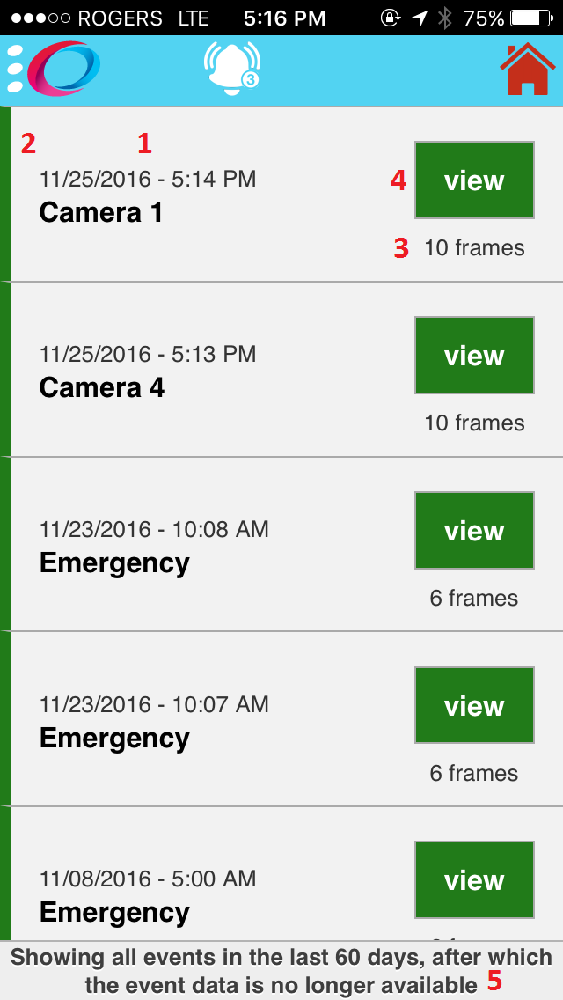 ROGERS LTE 5:16 PM 75%
3
2 1
11/25/2016 - 5:14 PM
4 view
Camera 1
3 10 frames
11/25/2016 - 5:13 PM
view
Camera 4
10 frames
11/23/2016 - 10:08 AM
view
Emergency
6 frames
11/23/2016 - 10:07 AM
view
Emergency
6 frames
11/08/2016 - 5:00 AM
view
Emergency
Showing all events in the last 60 days, after which
the event data is no longer available 5